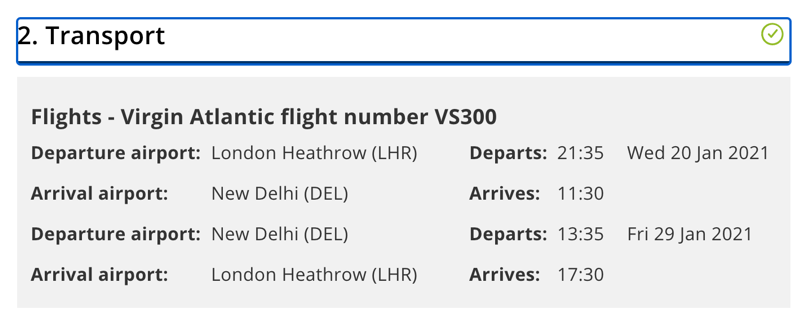 2. Transport
Flights - Virgin Atlantic flight number VS300
Departure airport: London Heathrow (LHR) Departs: 21:35 Wed 20 Jan 2021
Arrival airport: New Delhi (DEL) Arrives: 11:30
Departure airport: New Delhi (DEL) Departs: 13:35 Fri 29 Jan 2021
Arrival airport: London Heathrow (LHR) Arrives: 17:30